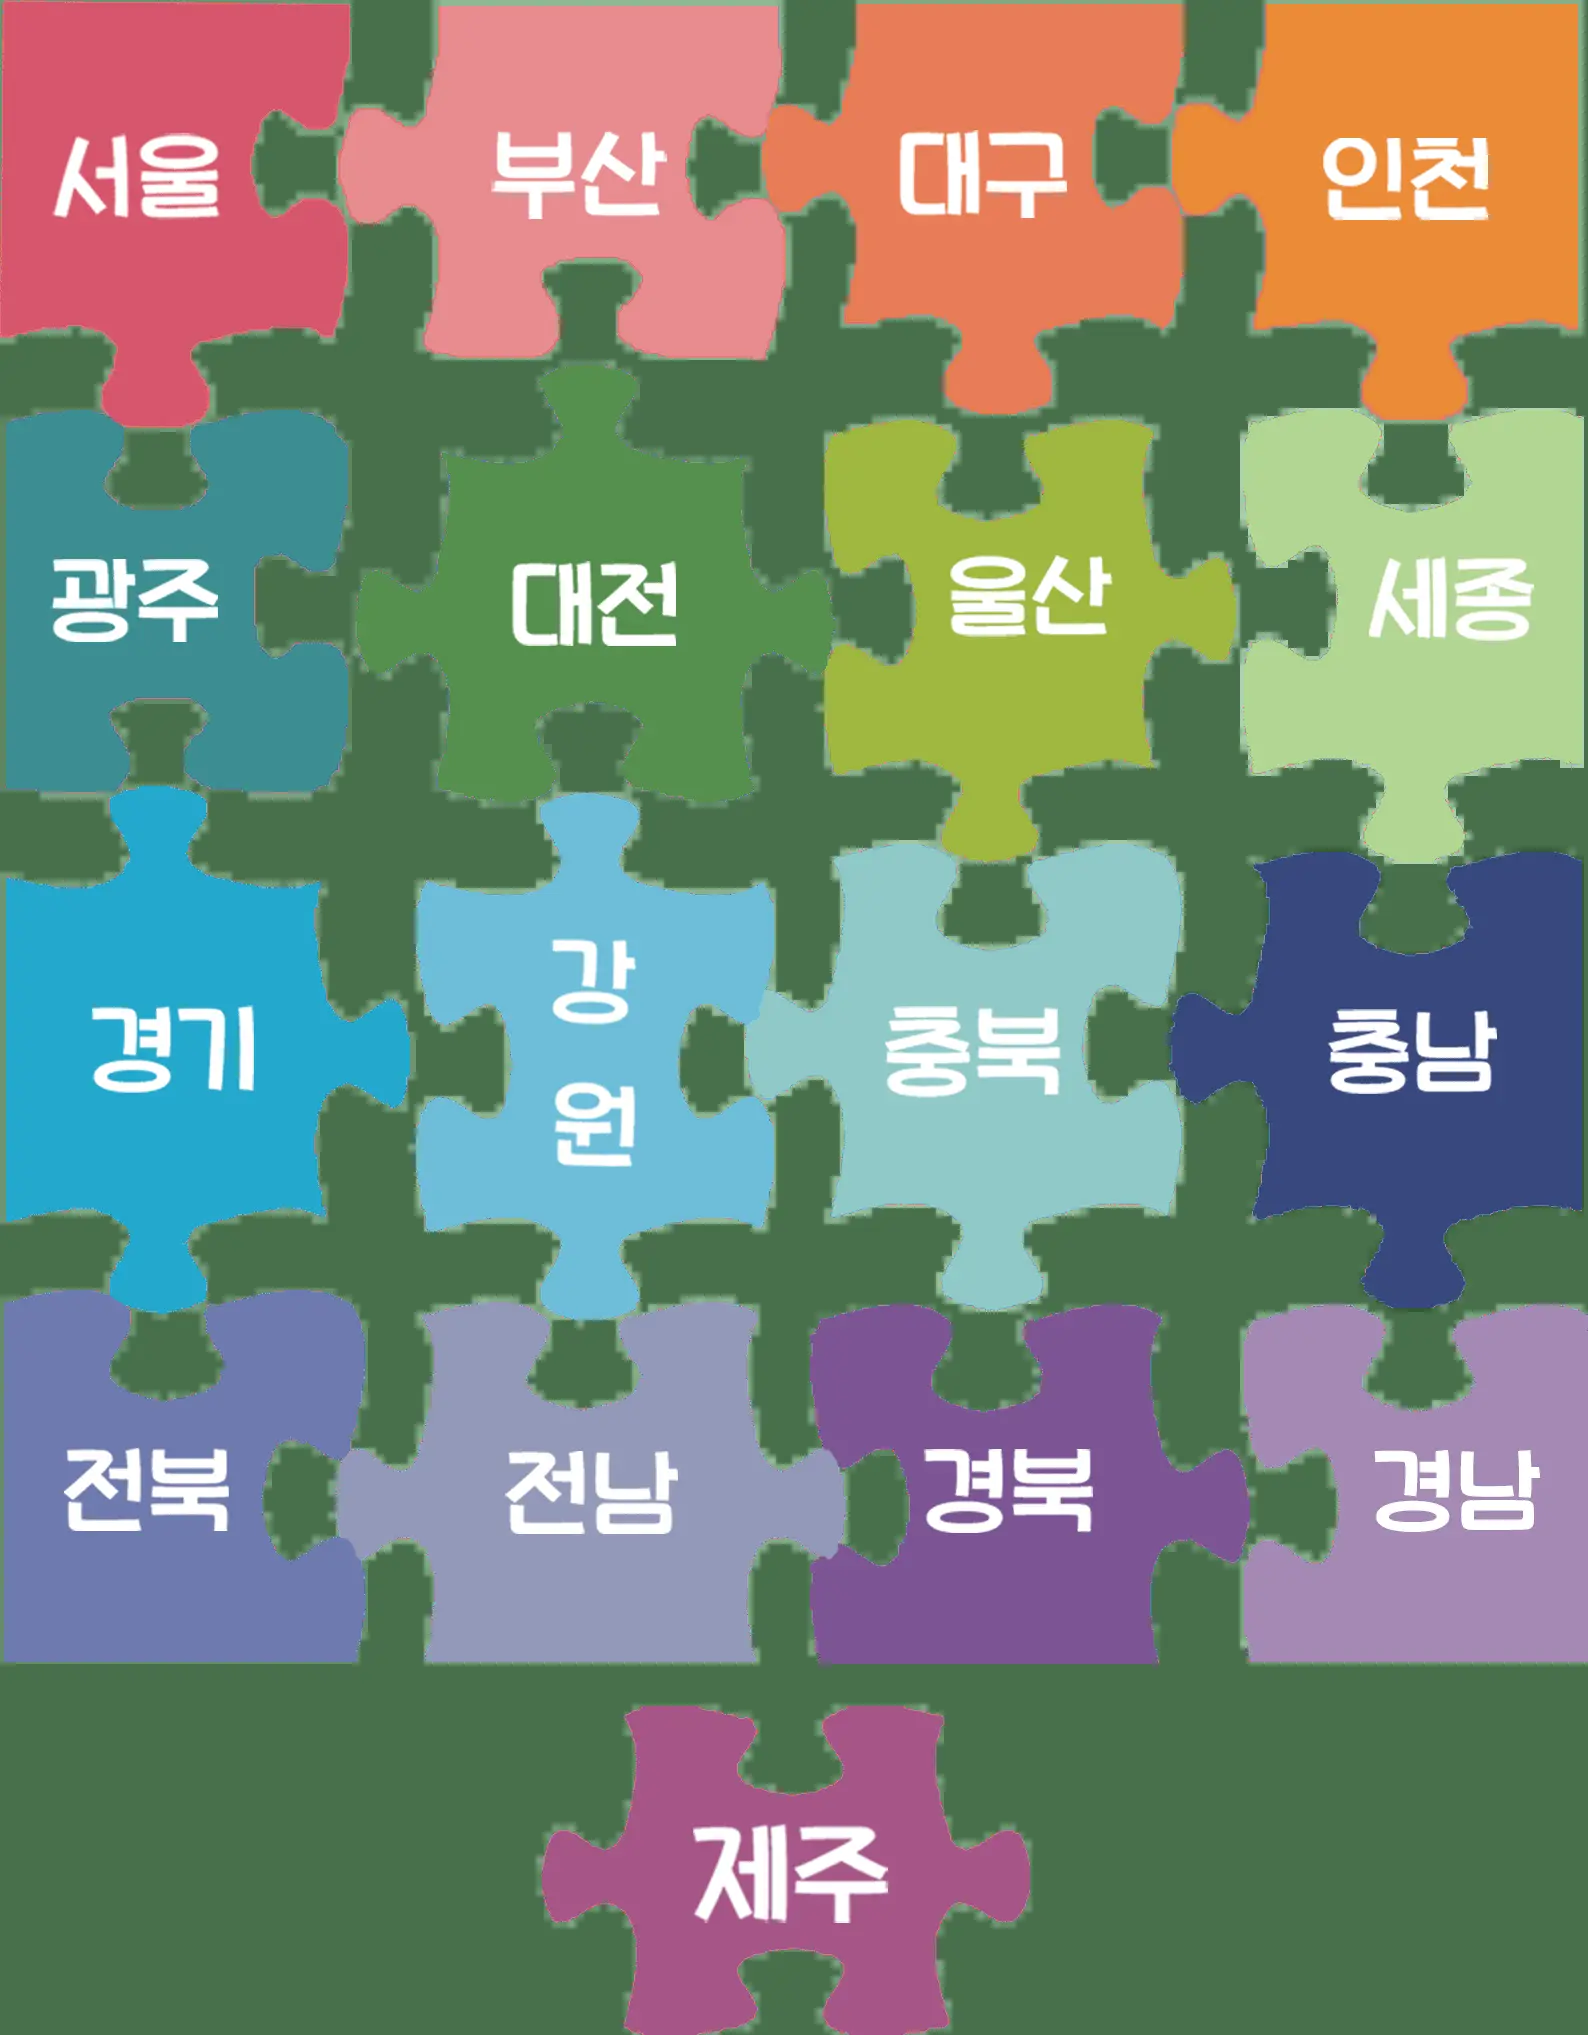 서울 부산 대구 인천
광주 대전 울산 세종
경기 강원 충북 충남
전북 전남 경북 경남
제주